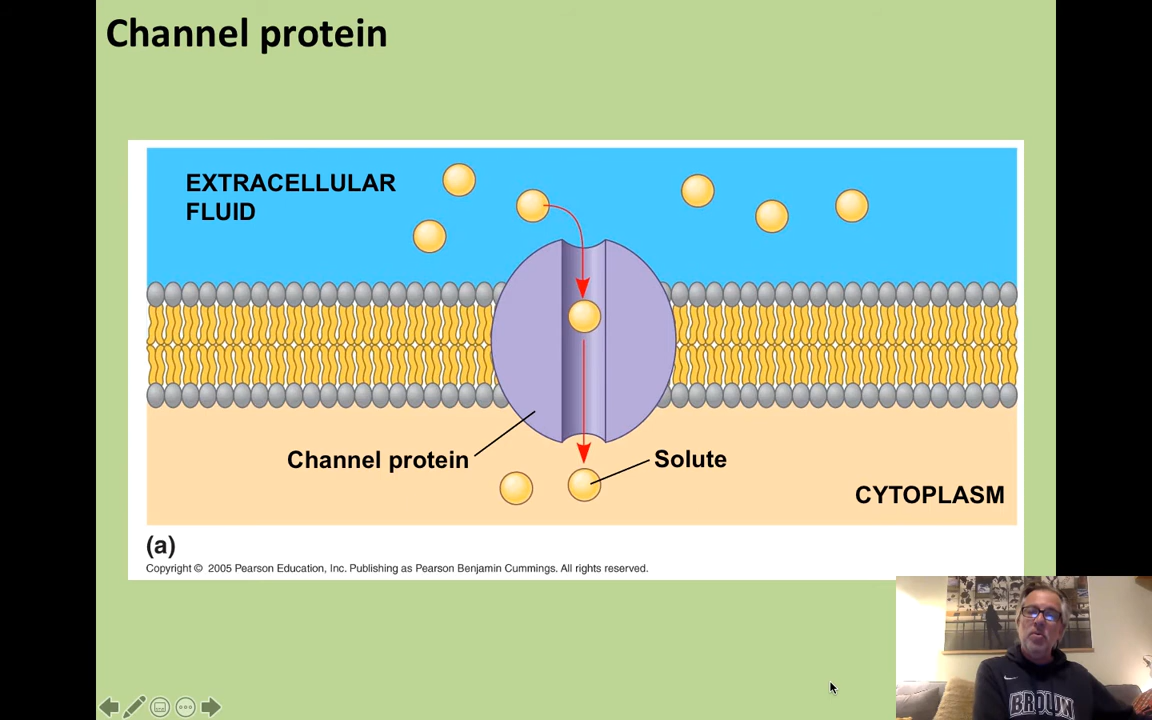 Channel protein
EXTRACELLULAR
FLUID
Channel protein
Solute
CYTOPLASM
(a)
Copyright © 2005 Pearson Education, Inc. Publishing as Pearson Benjamin Cummings. All rights reserved.
BROWN